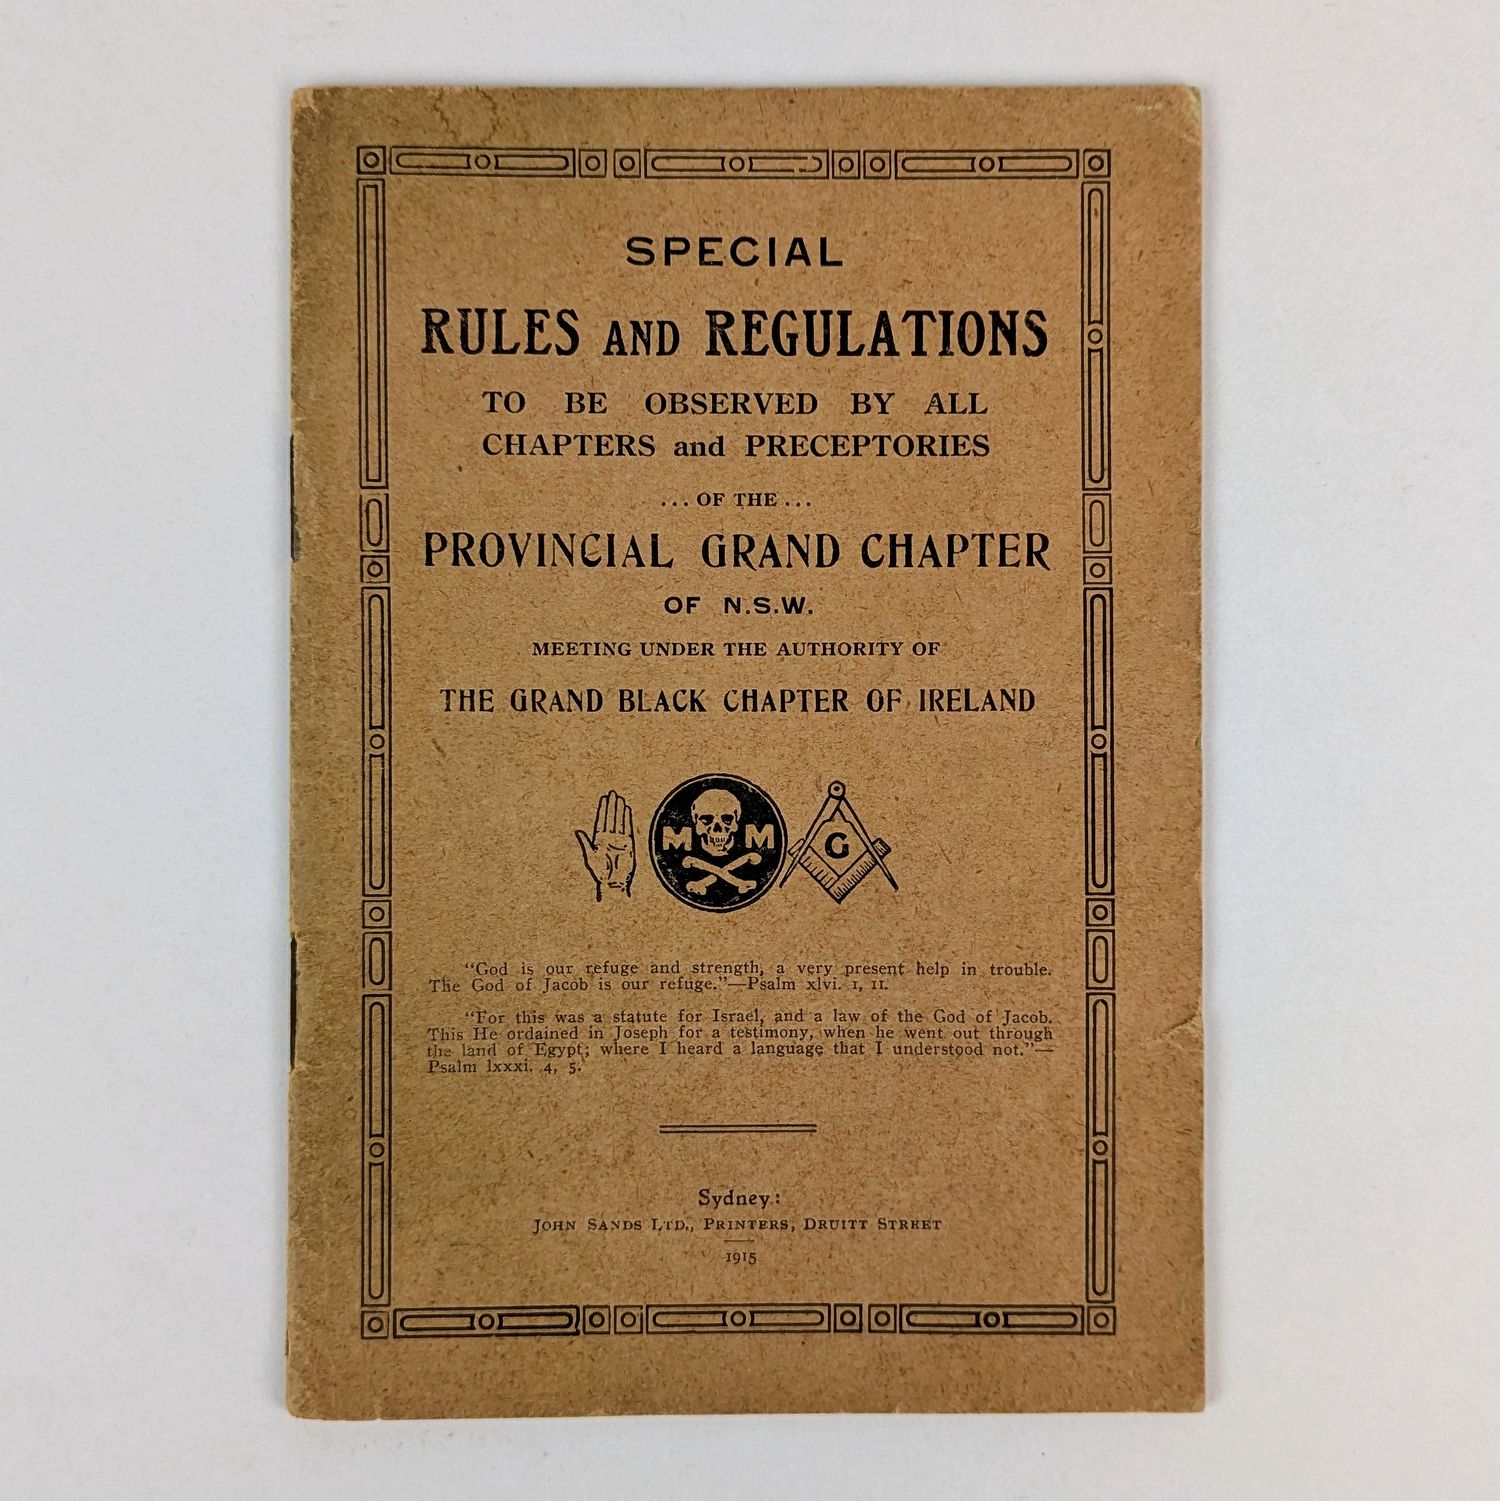 SPECIAL
RULES AND REGULATIONS
TO BE OBSERVED BY ALL
CHAPTERS and PRECEPTORIES
... OF THE ...
PROVINCIAL GRAND CHAPTER
OF N.S.W.
MEETING UNDER THE AUTHORITY OF
THE GRAND BLACK CHAPTER OF IRELAND
M M G
"God is our refuge and strength, a very present help in trouble.
The God of Jacob is our refuge."—Psalm xlvi. 1, 11.
"For this was a statute for Israel, and a law of the God of Jacob.
This He ordained in Joseph for a testimony, when he went out through
the land of Egypt; where I heard a language that I understood not."—
Psalm lxxxi. 4, 5.
Sydney:
JOHN SANDS LTD., PRINTERS, DRUITT STREET
1915